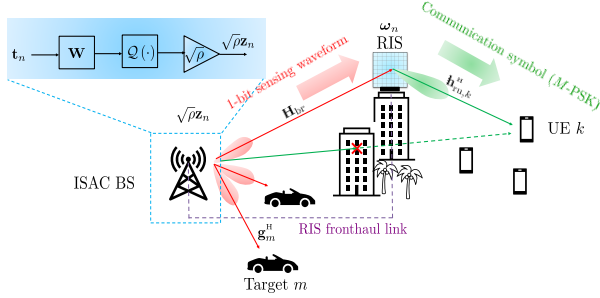 ω_n
RIS
t_n
W
Q(·)
√ρ
√ρz_n
1-bit sensing waveform
Communication symbol (M-PSK)
H_br
h^H_ru,k
√ρz_n
UE k
ISAC BS
RIS fronthaul link
g^H_m
Target m